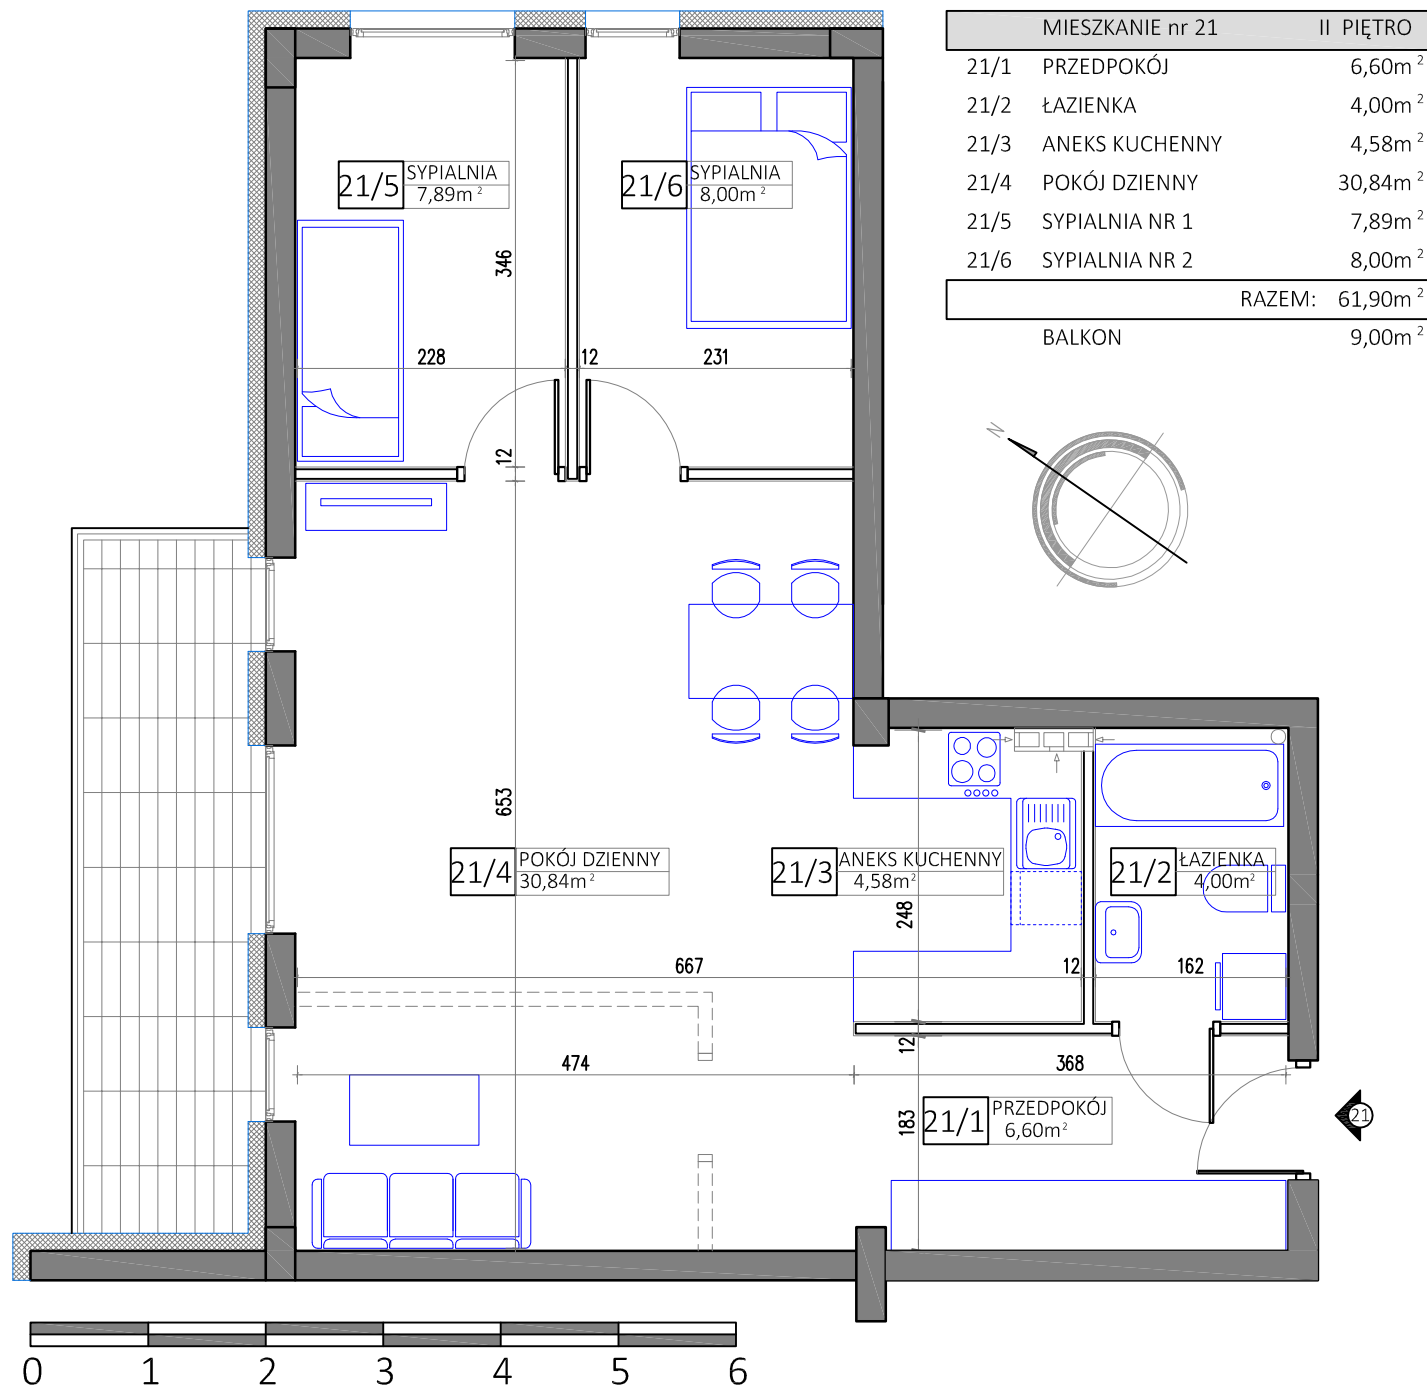 MIESZKANIE nr 21 II PIĘTRO
21/1 PRZEDPOKÓJ 6,60m²
21/2 ŁAZIENKA 4,00m²
21/3 ANEKS KUCHENNY 4,58m²
21/4 POKÓJ DZIENNY 30,84m²
21/5 SYPIALNIA NR 1 7,89m²
21/6 SYPIALNIA NR 2 8,00m²
RAZEM: 61,90m²
BALKON 9,00m²
N
21/5 SYPIALNIA
7,89m²
21/6 SYPIALNIA
8,00m²
346
228 12 231
12
653
21/4 POKÓJ DZIENNY
30,84m²
21/3 ANEKS KUCHENNY
4,58m²
21/2 ŁAZIENKA
4,00m²
248
667 12 162
12
474 368
183
21/1 PRZEDPOKÓJ
6,60m²
21
0 1 2 3 4 5 6